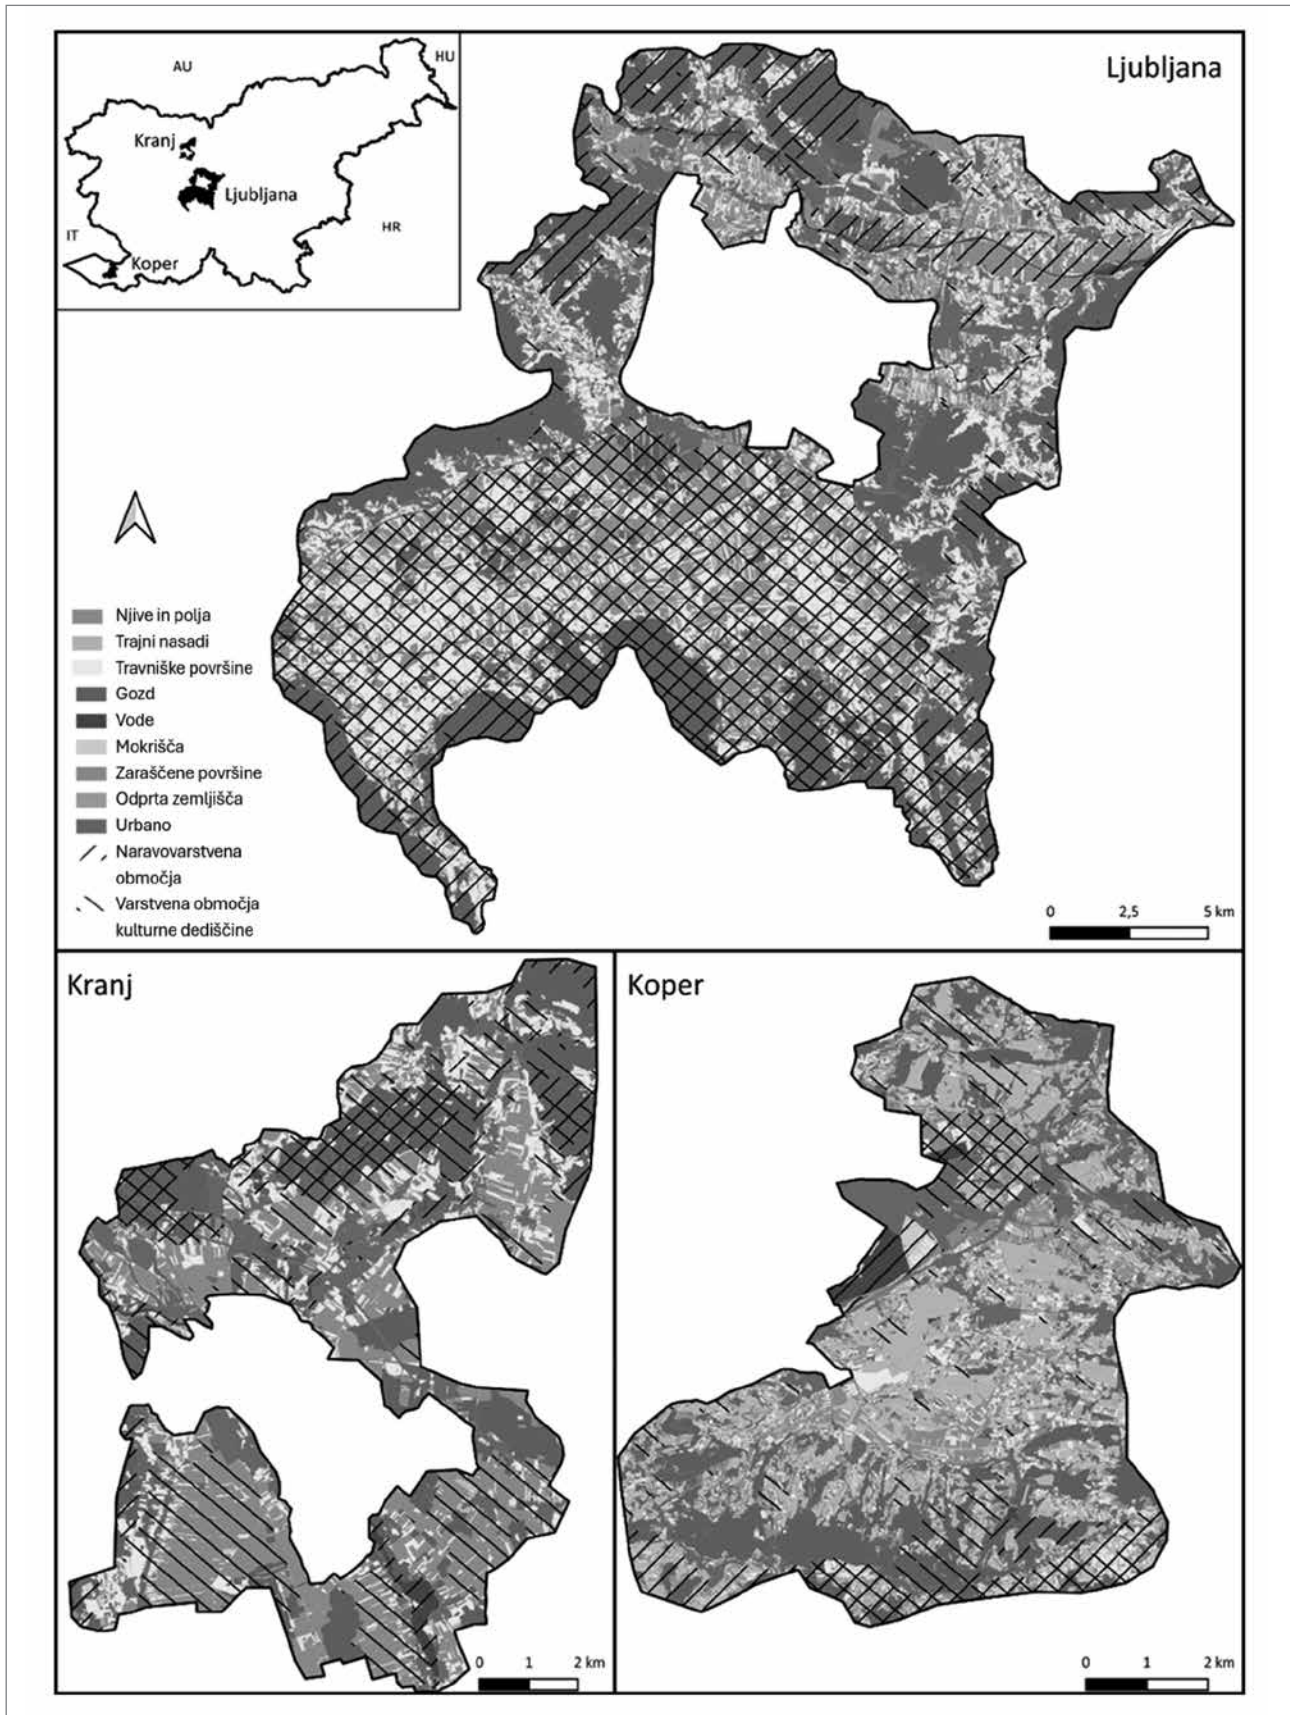 AU
HU
Kranj
Ljubljana
IT
HR
Koper
Ljubljana
Njive in polja
Trajni nasadi
Travniške površine
Gozd
Vode
Mokrišča
Zaraščene površine
Odprta zemljišča
Urbano
Naravovarstvena
območja
Varstvena območja
kulturne dediščine
0 2,5 5 km
Kranj
0 1 2 km
Koper
0 1 2 km